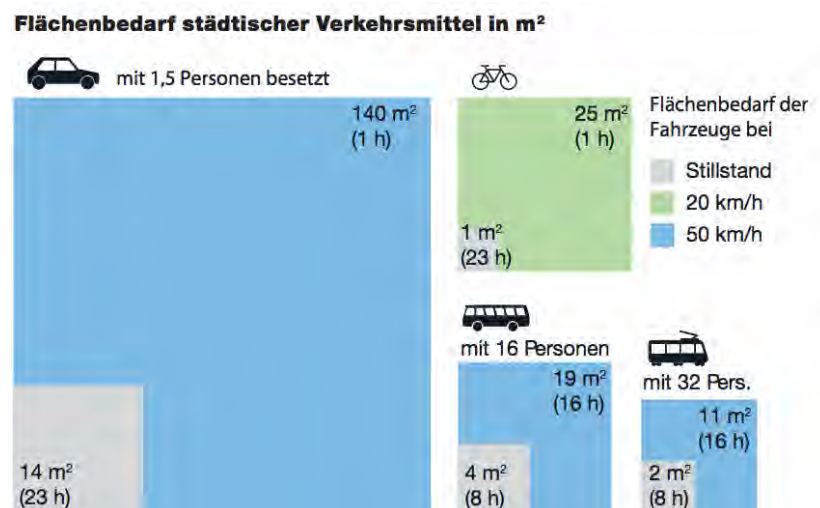 Flächenbedarf städtischer Verkehrsmittel in m²
mit 1,5 Personen besetzt
140 m²
(1 h)
14 m²
(23 h)
25 m²
(1 h)
1 m²
(23 h)
Flächenbedarf der
Fahrzeuge bei
Stillstand
20 km/h
50 km/h
mit 16 Personen
19 m²
(16 h)
4 m²
(8 h)
mit 32 Pers.
11 m²
(16 h)
2 m²
(8 h)